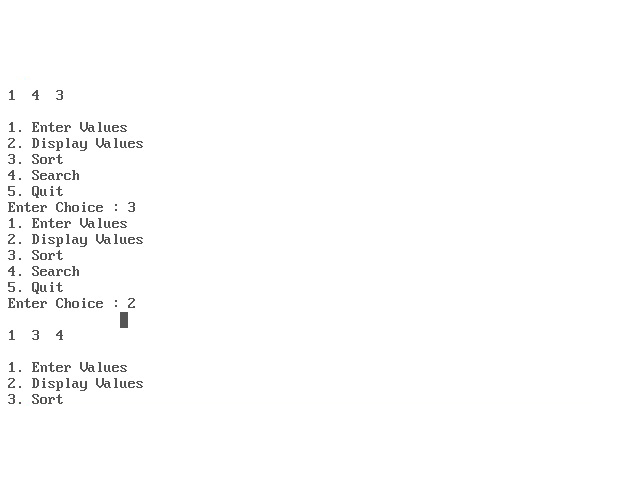 1 4 3
1. Enter Values
2. Display Values
3. Sort
4. Search
5. Quit
Enter Choice : 3
1. Enter Values
2. Display Values
3. Sort
4. Search
5. Quit
Enter Choice : 2
1 3 4
1. Enter Values
2. Display Values
3. Sort